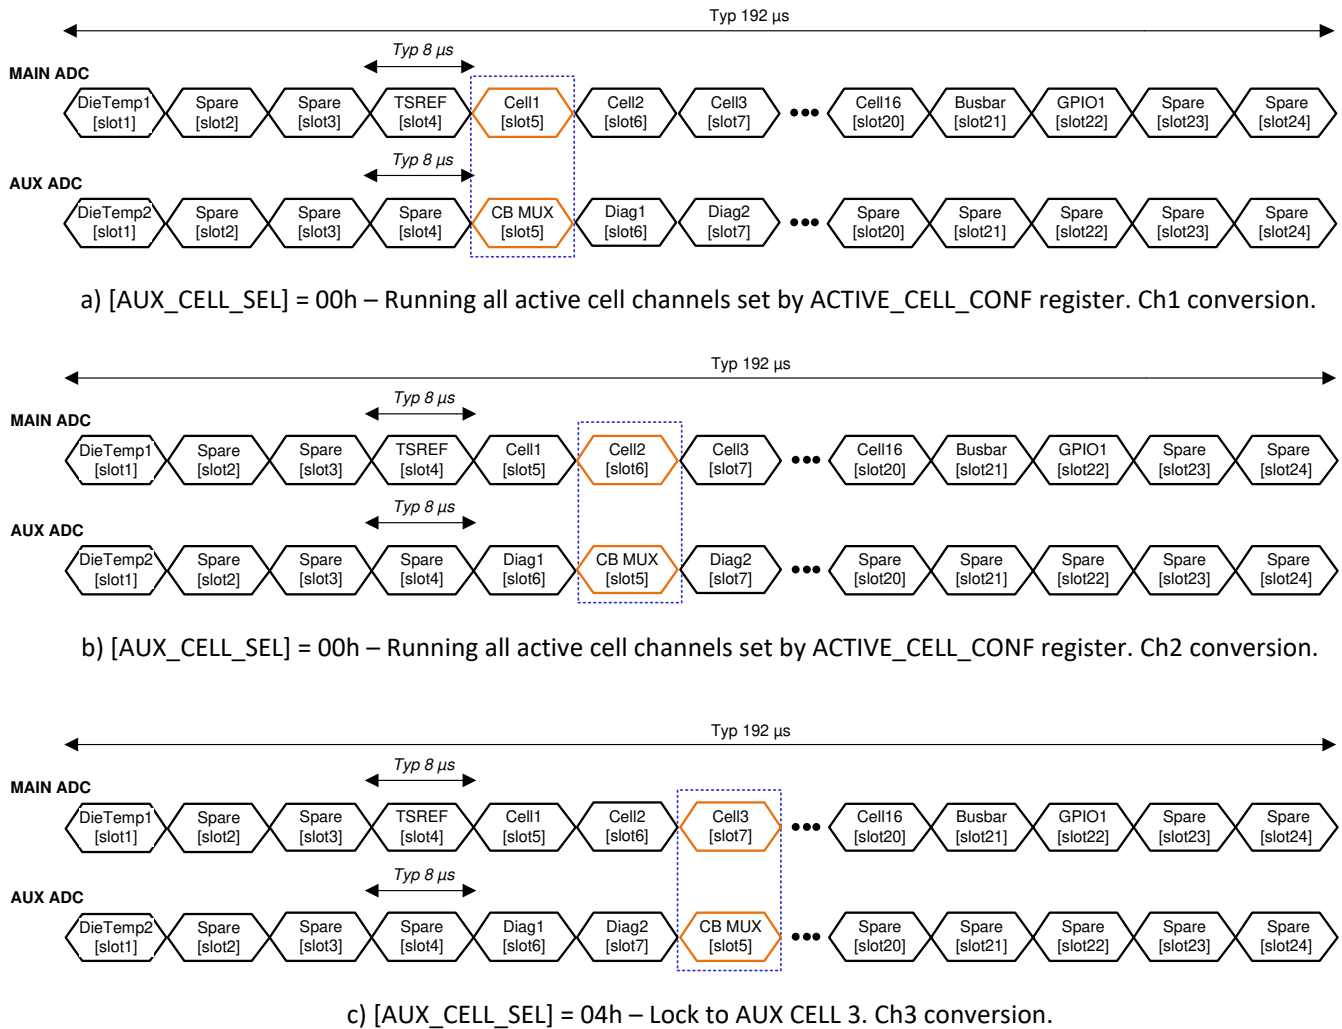 Typ 192 µs
Typ 8 µs
MAIN ADC
DieTemp1 [slot1] Spare [slot2] Spare [slot3] TSREF [slot4] Cell1 [slot5] Cell2 [slot6] Cell3 [slot7] ●●● Cell16 [slot20] Busbar [slot21] GPIO1 [slot22] Spare [slot23] Spare [slot24]
Typ 8 µs
AUX ADC
DieTemp2 [slot1] Spare [slot2] Spare [slot3] Spare [slot4] CB MUX [slot5] Diag1 [slot6] Diag2 [slot7] ●●● Spare [slot20] Spare [slot21] Spare [slot22] Spare [slot23] Spare [slot24]
a) [AUX_CELL_SEL] = 00h – Running all active cell channels set by ACTIVE_CELL_CONF register. Ch1 conversion.
Typ 192 µs
Typ 8 µs
MAIN ADC
DieTemp1 [slot1] Spare [slot2] Spare [slot3] TSREF [slot4] Cell1 [slot5] Cell2 [slot6] Cell3 [slot7] ●●● Cell16 [slot20] Busbar [slot21] GPIO1 [slot22] Spare [slot23] Spare [slot24]
Typ 8 µs
AUX ADC
DieTemp2 [slot1] Spare [slot2] Spare [slot3] Spare [slot4] Diag1 [slot6] CB MUX [slot5] Diag2 [slot7] ●●● Spare [slot20] Spare [slot21] Spare [slot22] Spare [slot23] Spare [slot24]
b) [AUX_CELL_SEL] = 00h – Running all active cell channels set by ACTIVE_CELL_CONF register. Ch2 conversion.
Typ 192 µs
Typ 8 µs
MAIN ADC
DieTemp1 [slot1] Spare [slot2] Spare [slot3] TSREF [slot4] Cell1 [slot5] Cell2 [slot6] Cell3 [slot7] ●●● Cell16 [slot20] Busbar [slot21] GPIO1 [slot22] Spare [slot23] Spare [slot24]
Typ 8 µs
AUX ADC
DieTemp2 [slot1] Spare [slot2] Spare [slot3] Spare [slot4] Diag1 [slot6] Diag2 [slot7] CB MUX [slot5] ●●● Spare [slot20] Spare [slot21] Spare [slot22] Spare [slot23] Spare [slot24]
c) [AUX_CELL_SEL] = 04h – Lock to AUX CELL 3. Ch3 conversion.